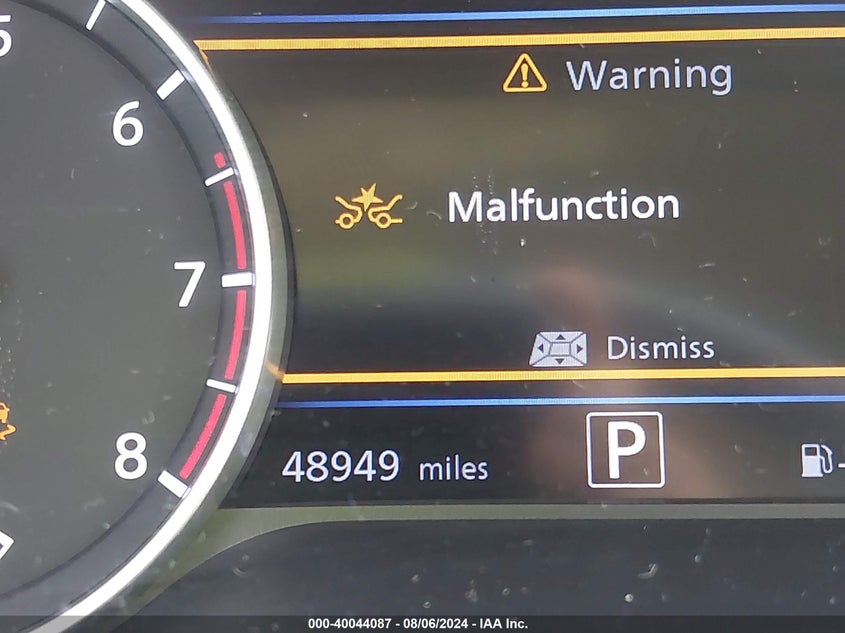 5
6
7
8
Warning
Malfunction
Dismiss
48949 miles
P
000-40044087 - 08/06/2024 - IAA Inc.